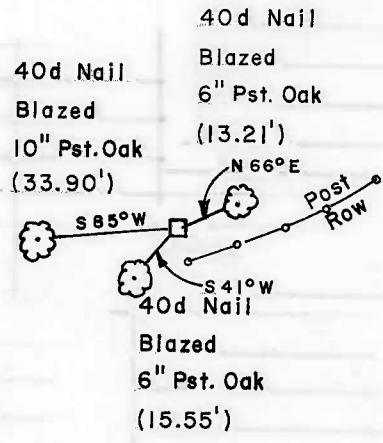 40d Nail
Blazed
6" Pst. Oak
(13.21')
40d Nail
Blazed
10" Pst. Oak
(33.90')
N 66° E
S 85° W
Post
Row
S 41° W
40d Nail
Blazed
6" Pst. Oak
(15.55')